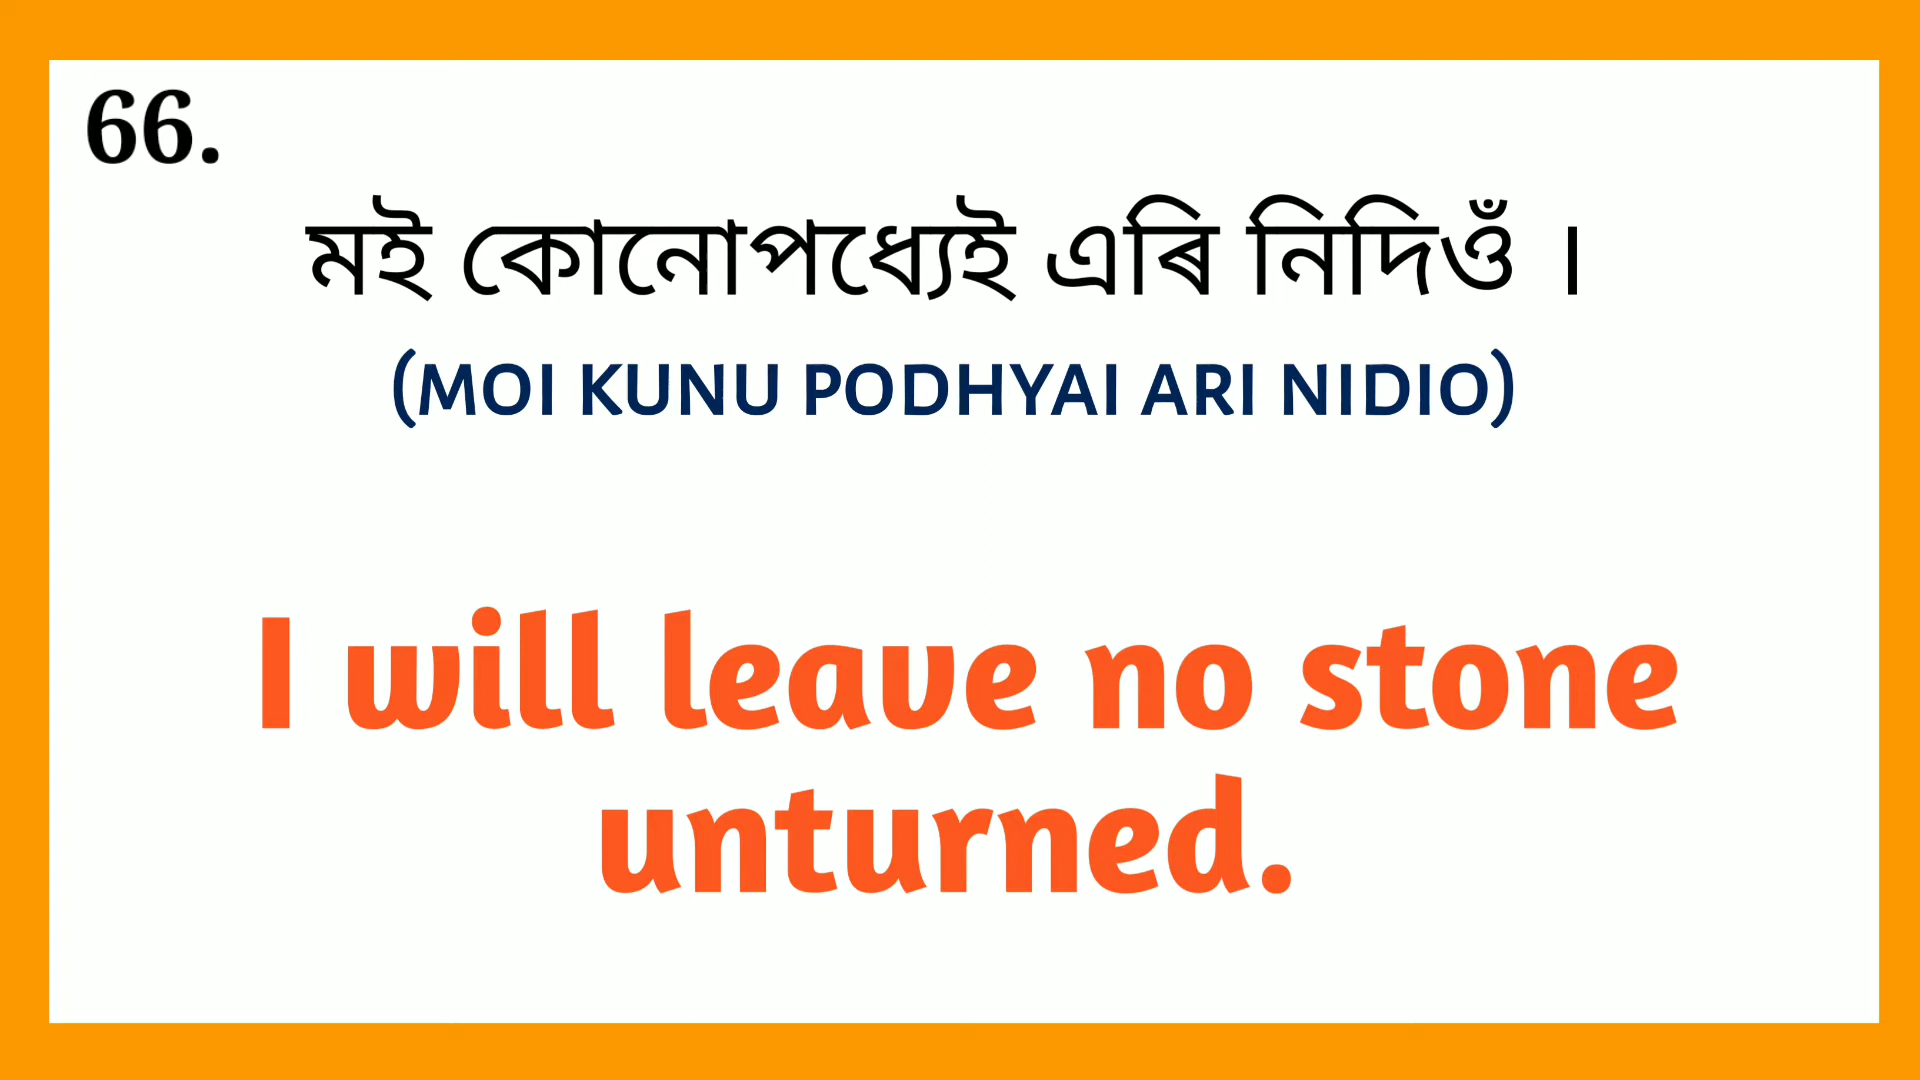 66.
মই কোনোপধ্যেই এৰি নিদিওঁ ।
(MOI KUNU PODHYAI ARI NIDIO)
I will leave no stone
unturned.